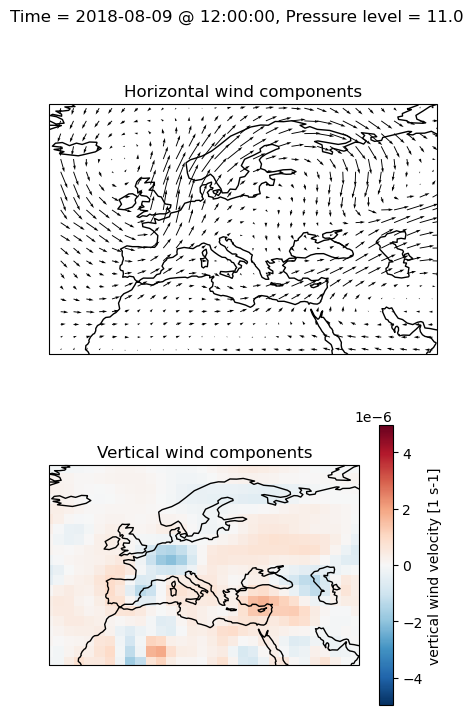 Time = 2018-08-09 @ 12:00:00, Pressure level = 11.0
Horizontal wind components
Vertical wind components
1e−6
4
2
0
−2
−4
vertical wind velocity [1 s-1]